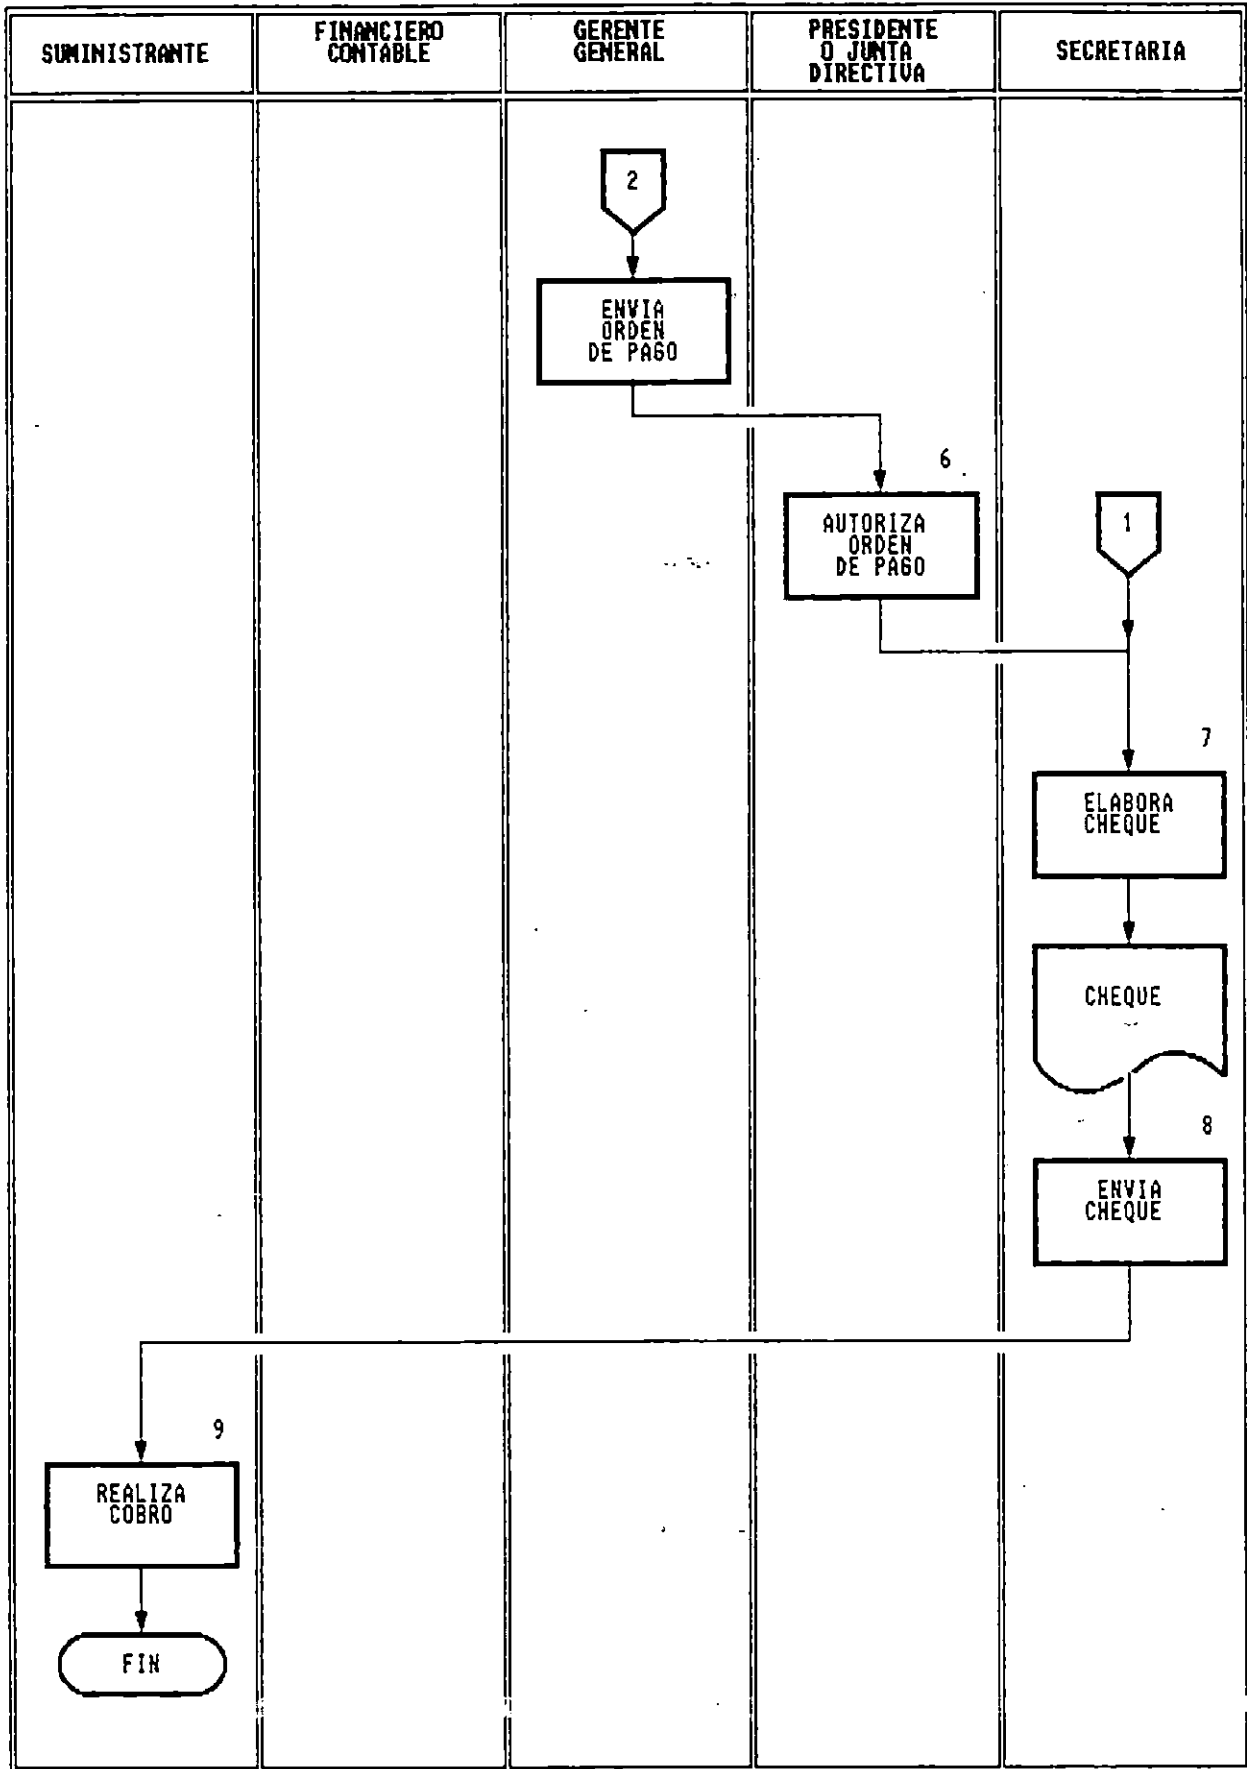 SUMINISTRANTE
FINANCIERO
CONTABLE
GERENTE
GENERAL
PRESIDENTE
O JUNTA
DIRECTIVA
SECRETARIA
2
ENVIA
ORDEN
DE PAGO
6
AUTORIZA
ORDEN
DE PAGO
1
7
ELABORA
CHEQUE
CHEQUE
8
ENVIA
CHEQUE
9
REALIZA
COBRO
FIN